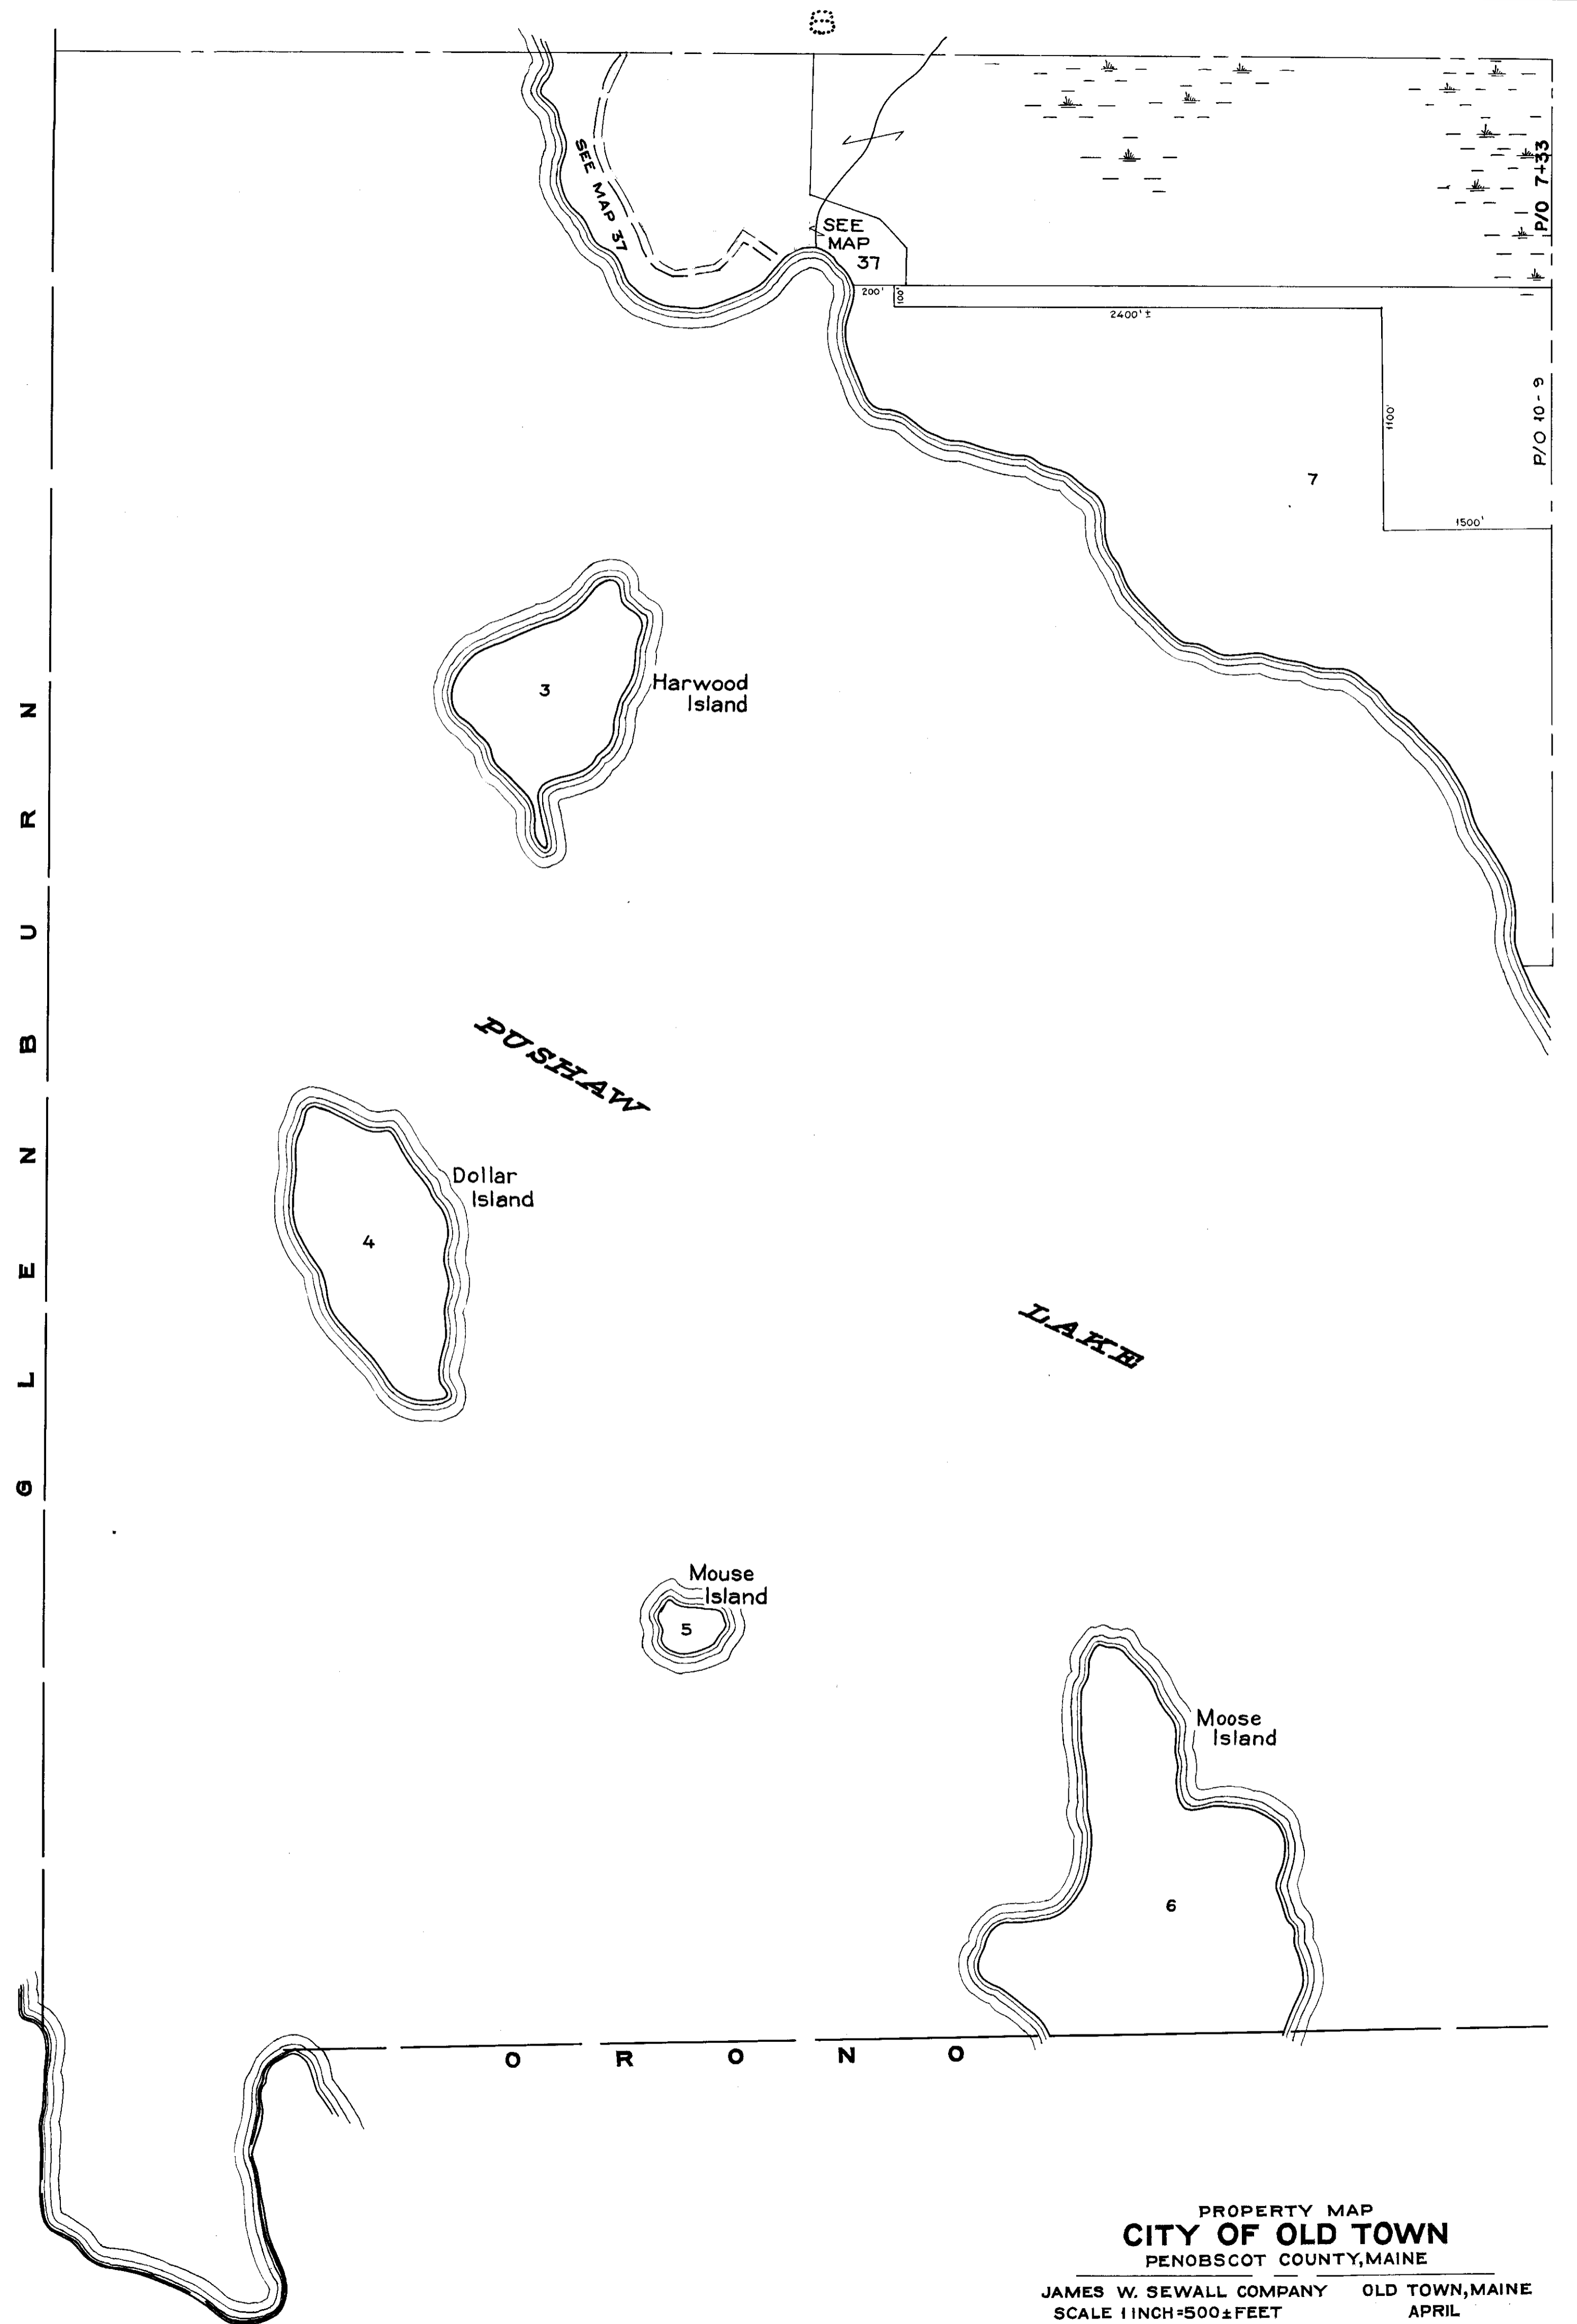 8
SEE MAP 37
SEE
MAP
37
P/O 7+33
200'
100'
2400' ±
1100'
P/O 10-9
7
1500'
3
Harwood
Island
GLENBURN
PUSHAW
LAKE
Dollar
Island
4
Mouse
Island
5
Moose
Island
6
ORONO
PROPERTY MAP
CITY OF OLD TOWN
PENOBSCOT COUNTY, MAINE
JAMES W. SEWALL COMPANY OLD TOWN, MAINE
SCALE 1 INCH=500± FEET APRIL